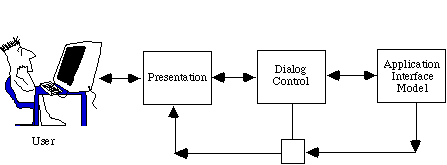 Presentation
Dialog
Control
Application
Interface
Model
User